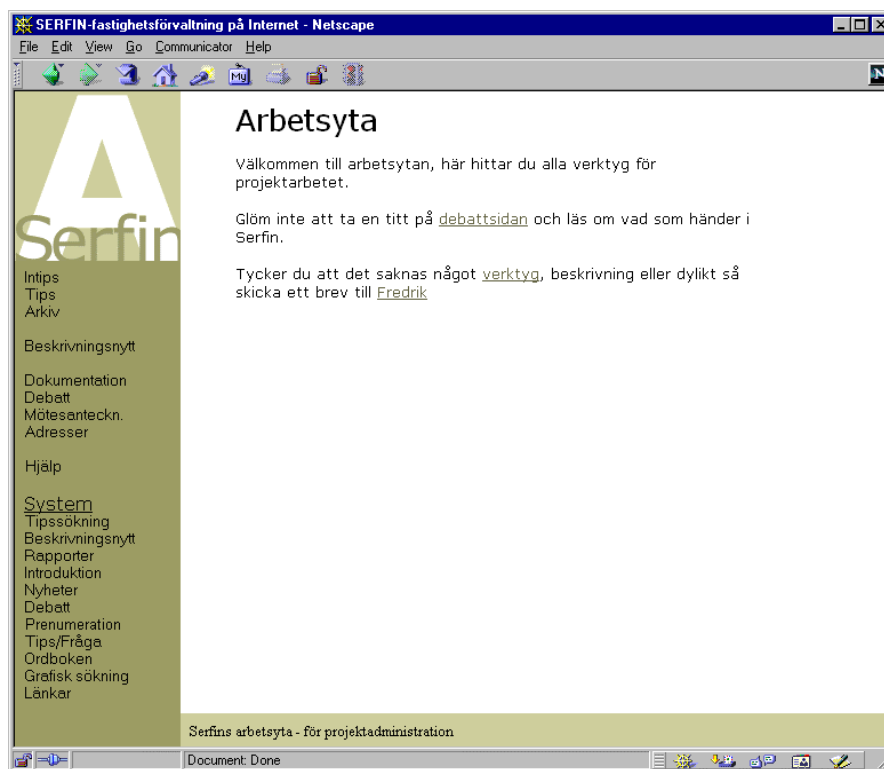 SERFIN-fastighetsförvaltning på Internet - Netscape
File Edit View Go Communicator Help
My
N
A
Serfin
Arbetsyta
Välkommen till arbetsytan, här hittar du alla verktyg för
projektarbetet.
Glöm inte att ta en titt på debattsidan och läs om vad som händer i
Serfin.
Tycker du att det saknas något verktyg, beskrivning eller dylikt så
skicka ett brev till Fredrik
Intips
Tips
Arkiv
Beskrivningsnytt
Dokumentation
Debatt
Mötesanteckn.
Adresser
Hjälp
System
Tipssökning
Beskrivningsnytt
Rapporter
Introduktion
Nyheter
Debatt
Prenumeration
Tips/Fråga
Ordboken
Grafisk sökning
Länkar
Serfins arbetsyta - för projektadministration
Document: Done